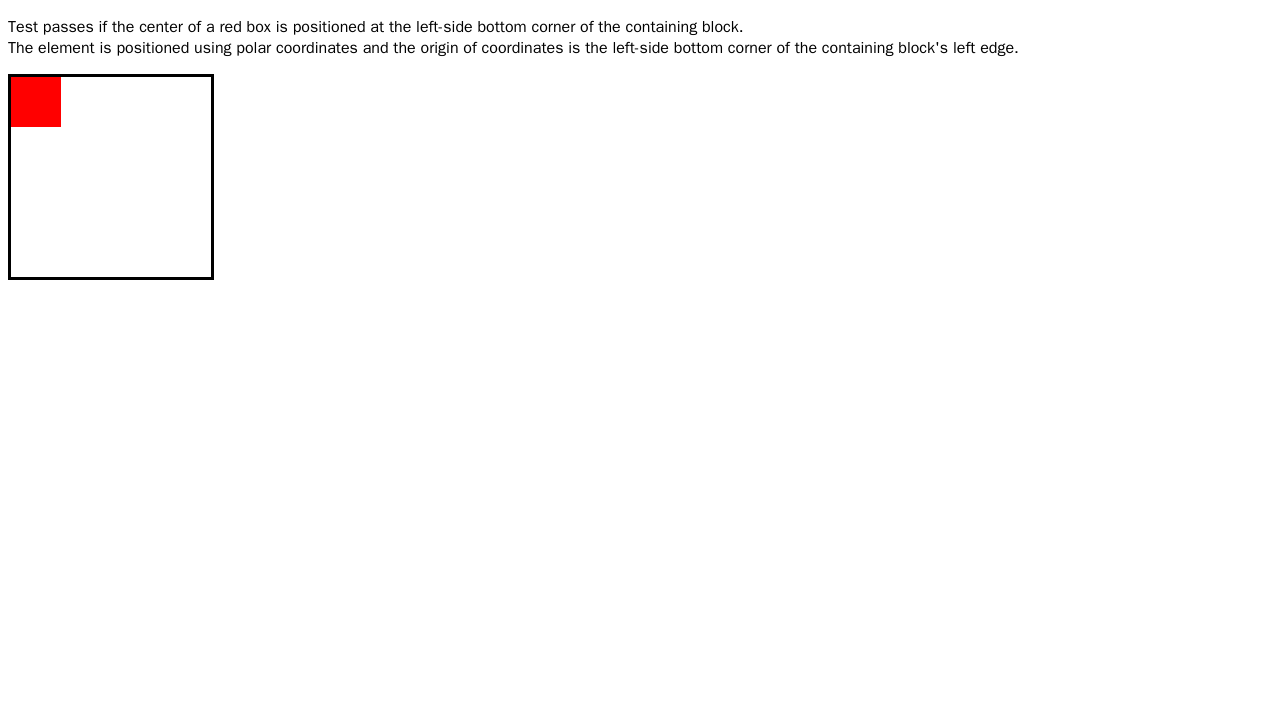 Test passes if the center of a red box is positioned at the left-side bottom corner of the containing block.
The element is positioned using polar coordinates and the origin of coordinates is the left-side bottom corner of the containing block's left edge.